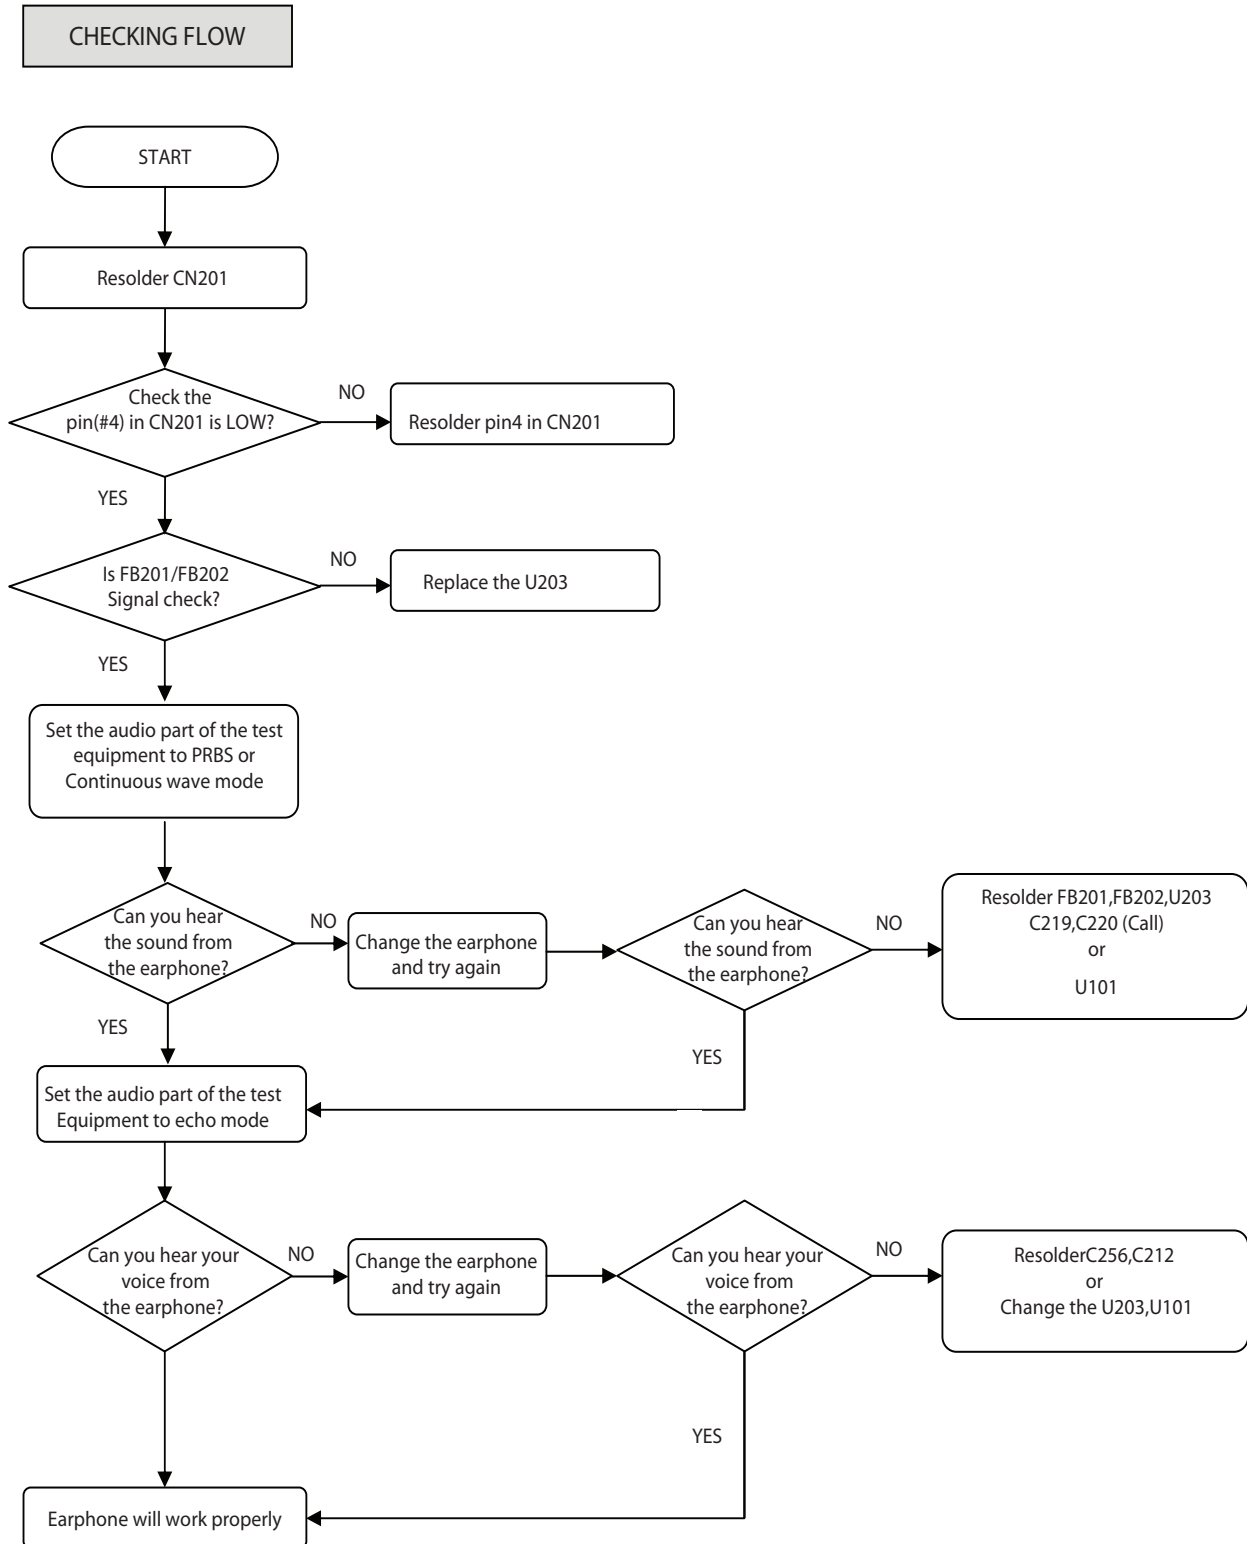 CHECKING FLOW
START
Resolder CN201
Check the
pin(#4) in CN201 is LOW?
NO
Resolder pin4 in CN201
YES
Is FB201/FB202
Signal check?
NO
Replace the U203
YES
Set the audio part of the test
equipment to PRBS or
Continuous wave mode
Can you hear
the sound from
the earphone?
NO
Change the earphone
and try again
Can you hear
the sound from
the earphone?
NO
Resolder FB201,FB202,U203
C219,C220 (Call)
or
U101
YES
YES
Set the audio part of the test
Equipment to echo mode
Can you hear your
voice from
the earphone?
NO
Change the earphone
and try again
Can you hear your
voice from
the earphone?
NO
ResolderC256,C212
or
Change the U203,U101
YES
Earphone will work properly